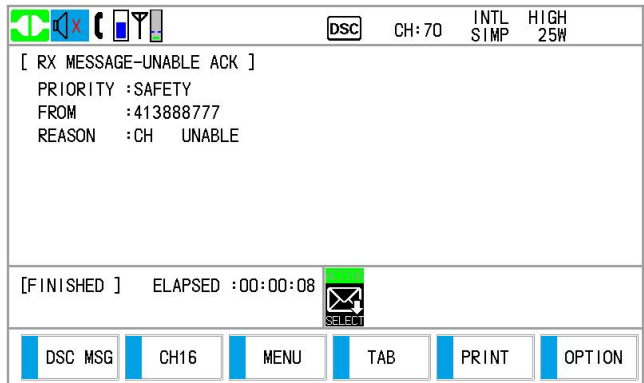 DSC CH:70 INTL SIMP HIGH 25W
[ RX MESSAGE-UNABLE ACK ]
PRIORITY :SAFETY
FROM :413888777
REASON :CH UNABLE
[FINISHED ] ELAPSED :00:00:08
SELECT
DSC MSG CH16 MENU TAB PRINT OPTION